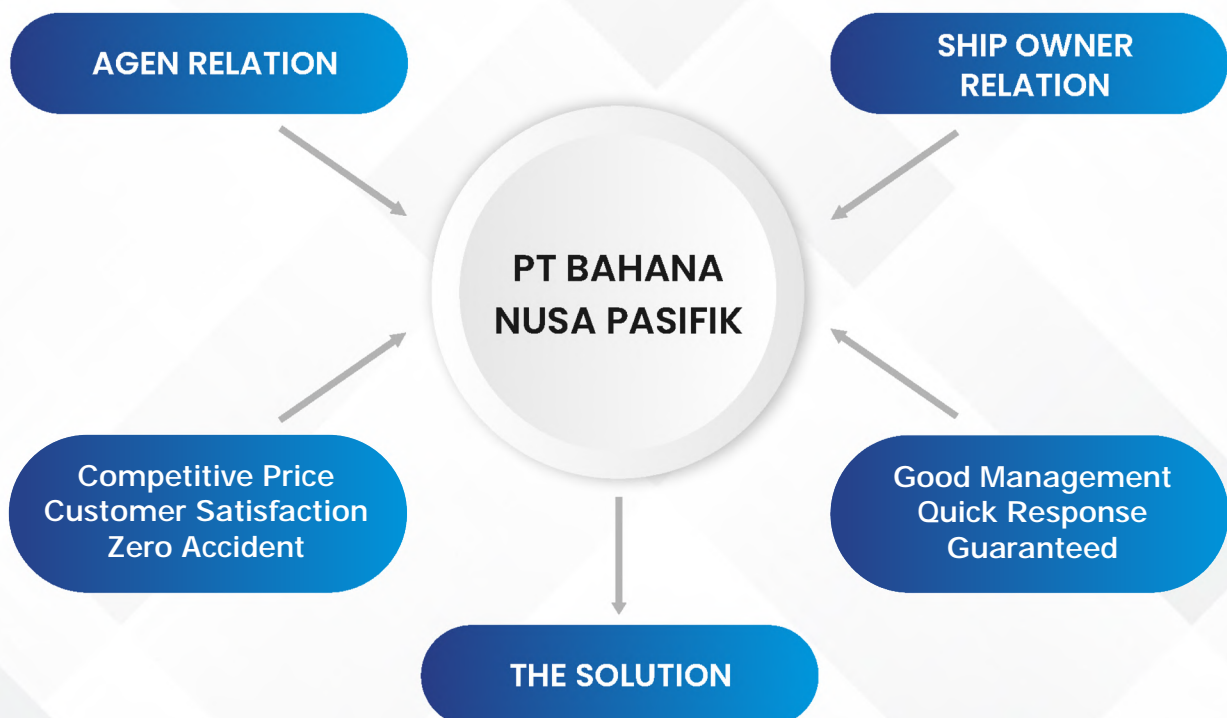 AGEN RELATION
SHIP OWNER
RELATION
PT BAHANA
NUSA PASIFIK
Competitive Price
Customer Satisfaction
Zero Accident
Good Management
Quick Response
Guaranteed
THE SOLUTION